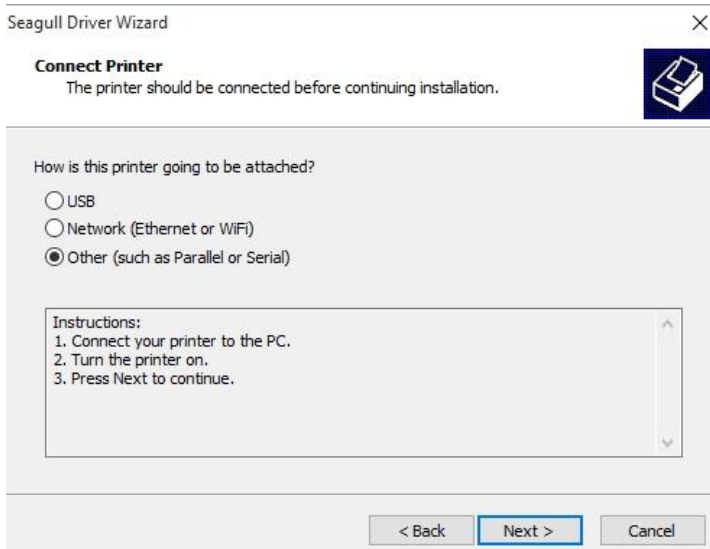 Seagull Driver Wizard
Connect Printer
The printer should be connected before continuing installation.
How is this printer going to be attached?
USB
Network (Ethernet or WiFi)
Other (such as Parallel or Serial)
Instructions:
1. Connect your printer to the PC.
2. Turn the printer on.
3. Press Next to continue.
< Back Next > Cancel